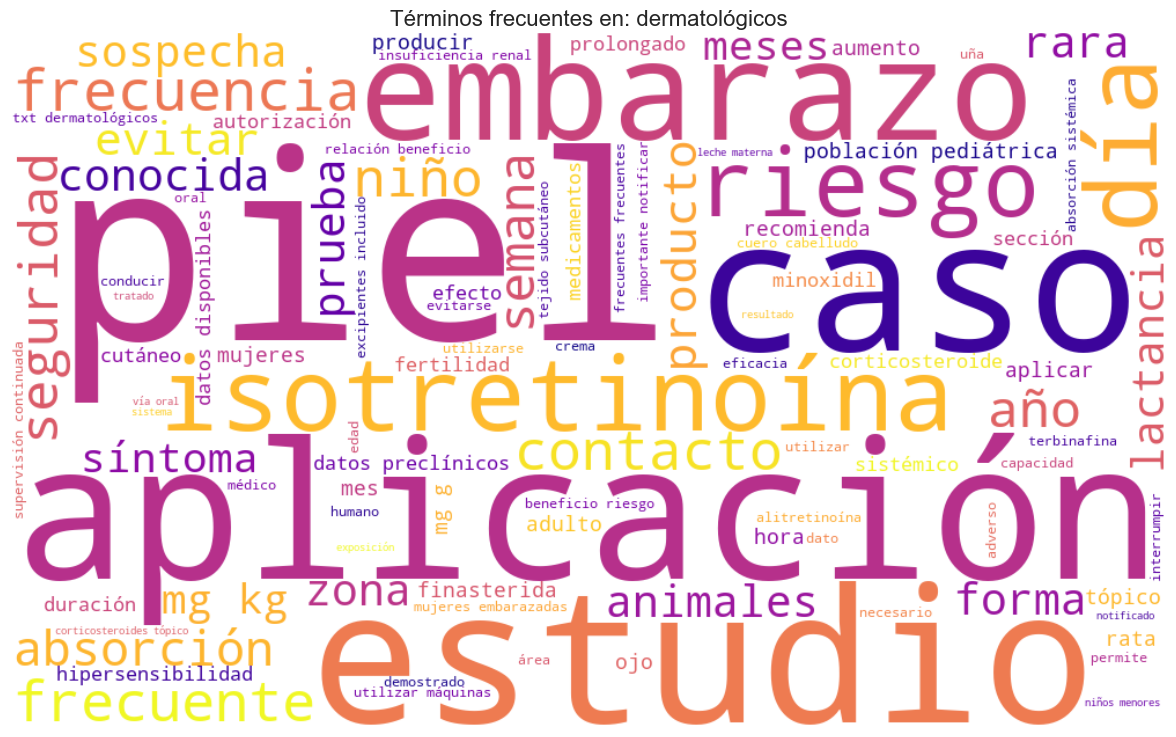 Términos frecuentes en: dermatológicos
sospecha
producir
prolongado
meses
aumento
uña
rara
insuficiencia renal
frecuencia
embarazo
día
txt dermatológicos
autorización
absorción sistémica
evitar
relación beneficio
leche materna
población pediátrica
conocida
seguridad
piel
niño
prueba
semana
medicamentos
frecuentes frecuentes
importante notificar
producto
riesgo
oral
datos disponibles
excipientes incluido
tejido subcutáneo
recomienda
cuero cabelludo
sección
lactancia
conducir
tratado
efecto
evitarse
minoxidil
resultado
caso
cutáneo
mujeres
utilizarse
crema
fertilidad
eficacia
corticosteroide
aplicar
supervisión continuada
vía oral
sistema
isotretinoína
año
edad
síntoma
datos preclínicos
contacto
utilizar
terbinafina
sistémico
capacidad
médico
mes
mg g
humano
beneficio riesgo
adulto
alitretinoína
hora
dato
adverso
interrumpir
exposición
aplicación
duración
mg kg
zona
finasterida
mujeres embarazadas
animales
necesario
forma
tópico
notificado
corticosteroides tópico
absorción
rata
permite
hipersensibilidad
demostrado
utilizar máquinas
área
ojo
frecuente
estudio
niños menores